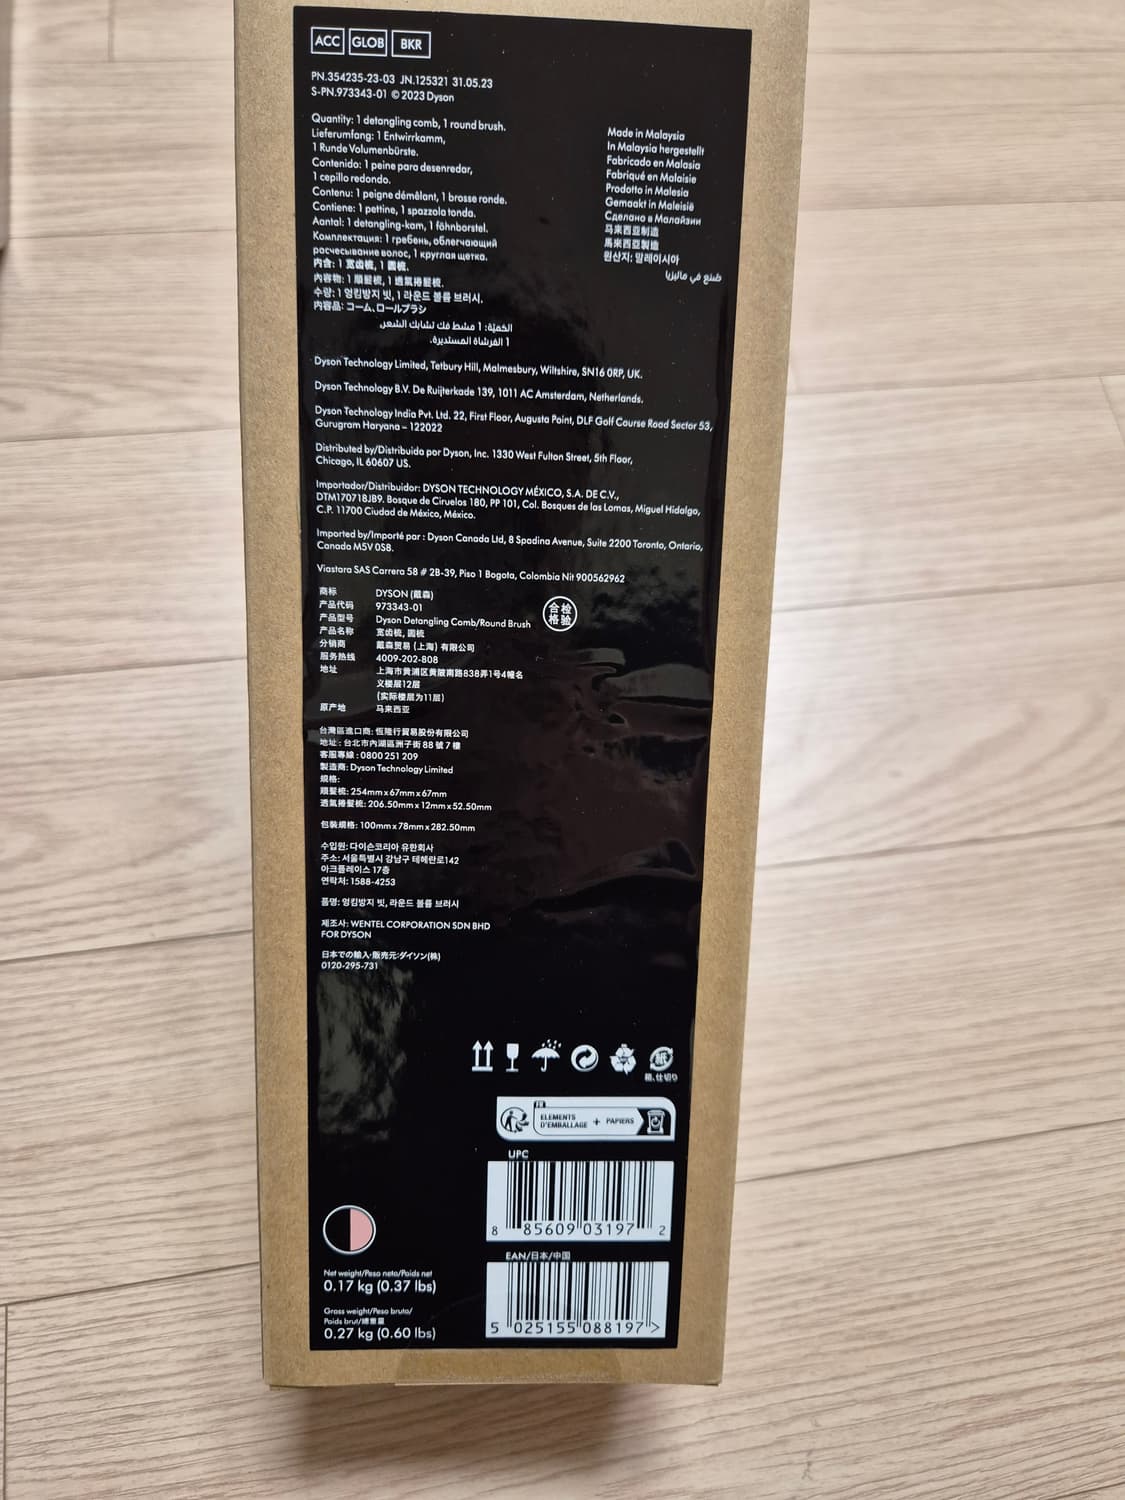 ACC GLOB BKR
PN.354235-23-03 JN.125321 31.05.23
S-PN.973343-01 © 2023 Dyson
Quantity: 1 detangling comb, 1 round brush.
Lieferumfang: 1 Entwirrkamm,
1 Runde Volumenbürste.
Contenido: 1 peine para desenredar,
1 cepillo redondo.
Contenu: 1 peigne démêlant, 1 brosse ronde.
Contiene: 1 pettine, 1 spazzola tonda.
Aantal: 1 detangling-kam, 1 föhnborstel.
Комплектация: 1 гребень, облегчающий
расчесывание волос, 1 круглая щетка.
内含: 1 宽齿梳, 1 圆梳.
內容物: 1 順髮梳, 1 透氣捲髮梳.
수량: 1 엉킴방지 빗, 1 라운드 볼륨 브러시.
内容品: コーム、ロールブラシ
الكمية: 1 مشط فك تشابك الشعر،
1 الفرشاة المستديرة.
Made in Malaysia
In Malaysia hergestellt
Fabricado en Malasia
Fabriqué en Malaisie
Prodotto in Malesia
Gemaakt in Maleisië
Сделано в Малайзии
马来西亚制造
馬來西亞製造
원산지: 말레이시아
صنع في ماليزيا
Dyson Technology Limited, Tetbury Hill, Malmesbury, Wiltshire, SN16 0RP, UK.
Dyson Technology B.V. De Ruijterkade 139, 1011 AC Amsterdam, Netherlands.
Dyson Technology India Pvt. Ltd. 22, First Floor, Augusta Point, DLF Golf Course Road Sector 53,
Gurugram Haryana – 122022
Distributed by/Distribuido por Dyson, Inc. 1330 West Fulton Street, 5th Floor,
Chicago, IL 60607 US.
Importador/Distribuidor: DYSON TECHNOLOGY MÉXICO, S.A. DE C.V.,
DTM170718JB9. Bosque de Ciruelos 180, PP 101, Col. Bosques de las Lomas, Miguel Hidalgo,
C.P. 11700 Ciudad de México, México.
Imported by/Importé par : Dyson Canada Ltd, 8 Spadina Avenue, Suite 2200 Toronto, Ontario,
Canada M5V 0S8.
Viastara SAS Carrera 58 # 2B-39, Piso 1 Bogota, Colombia Nit 900562962
商标 DYSON (戴森)
产品代码 973343-01
产品型号 Dyson Detangling Comb/Round Brush
产品名称 宽齿梳, 圆梳
分销商 戴森贸易 (上海) 有限公司
服务热线 4009-202-808
地址 上海市黄浦区黄陂南路838弄1号4幢名
义楼层12层
(实际楼层为11层)
原产地 马来西亚
合检
格验
台灣區進口商: 恆隆行貿易股份有限公司
地址 : 台北市內湖區洲子街 88 號 7 樓
客服專線 : 0800 251 209
製造商: Dyson Technology Limited
規格:
順髮梳: 254mm x 67mm x 67mm
透氣捲髮梳: 206.50mm x 12mm x 52.50mm
包裝規格: 100mm x 78mm x 282.50mm
수입원: 다이슨코리아 유한회사
주소: 서울특별시 강남구 테헤란로142
아크플레이스 17층
연락처: 1588-4253
품명: 엉킴방지 빗, 라운드 볼륨 브러시
제조사: WENTEL CORPORATION SDN BHD
FOR DYSON
日本での輸入・販売元:ダイソン(株)
0120-295-731
紙
箱、仕切り
FR
ELEMENTS
D'EMBALLAGE + PAPIERS
UPC
8 85609 03197 2
EAN/日本/中国
5 025155 088197 >
Net weight/Peso neto/Poids net
0.17 kg (0.37 lbs)
Gross weight/Peso bruto/
Poids brut/總重量
0.27 kg (0.60 lbs)